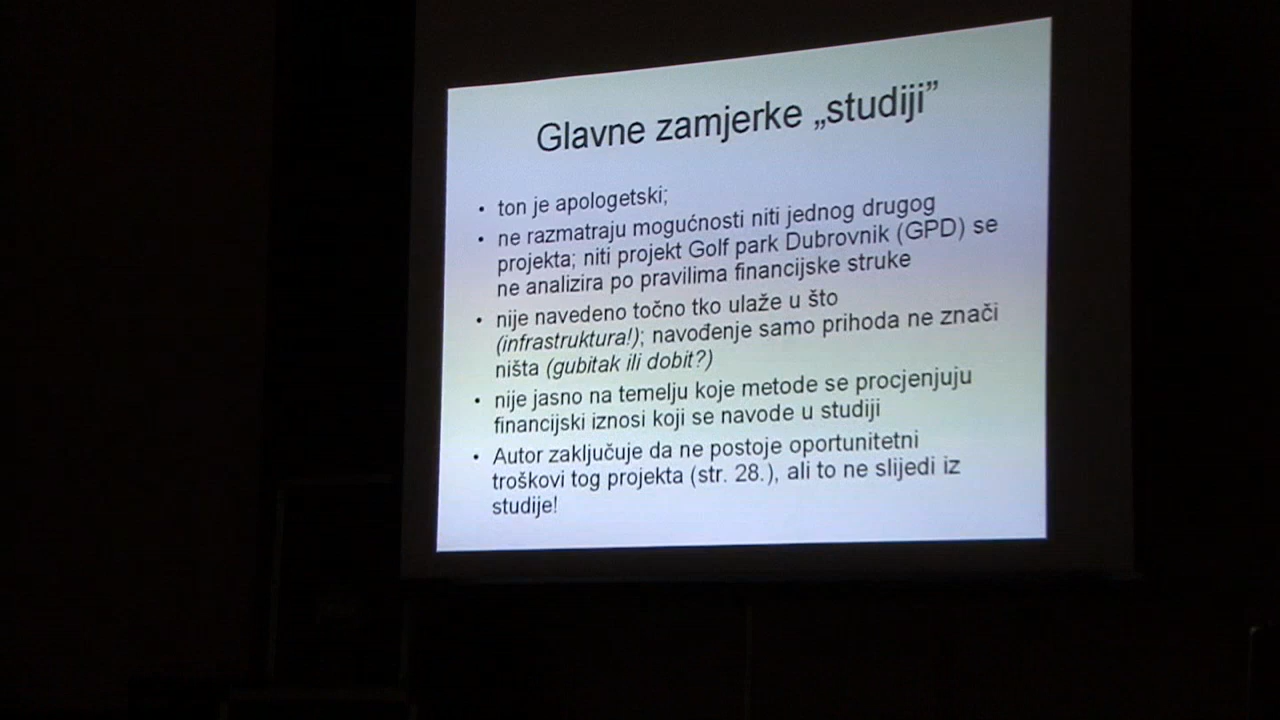 Glavne zamjerke „studiji”
• ton je apologetski;
• ne razmatraju mogućnosti niti jednog drugog
projekta; niti projekt Golf park Dubrovnik (GPD) se
ne analizira po pravilima financijske struke
• nije navedeno točno tko ulaže u što
(infrastruktura!); navođenje samo prihoda ne znači
ništa (gubitak ili dobit?)
• nije jasno na temelju koje metode se procjenjuju
financijski iznosi koji se navode u studiji
• Autor zaključuje da ne postoje oportunitetni
troškovi tog projekta (str. 28.), ali to ne slijedi iz
studije!